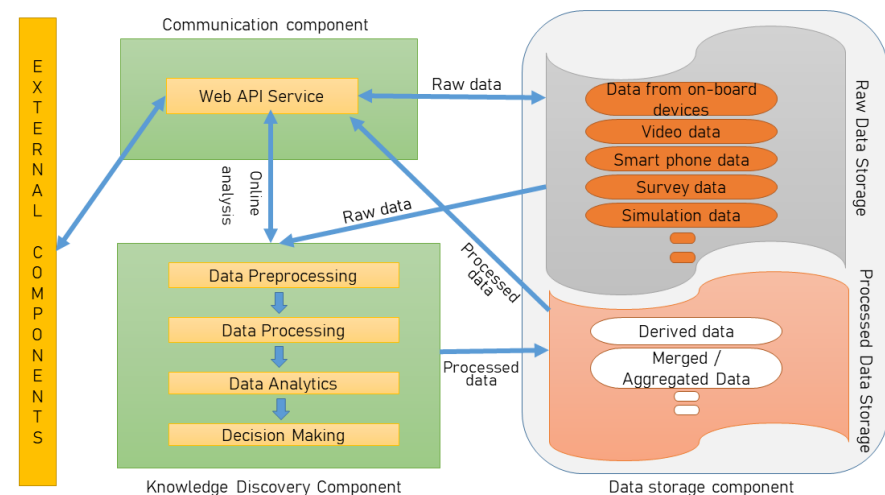 EXTERNAL COMPONENTS
Communication component
Web API Service
Raw data
Online
analysis
Raw data
Processed
data
Data Preprocessing
Data Processing
Data Analytics
Decision Making
Processed
data
Knowledge Discovery Component
Data from on-board
devices
Video data
Smart phone data
Survey data
Simulation data
Raw Data Storage
Derived data
Merged /
Aggregated Data
Processed Data Storage
Data storage component